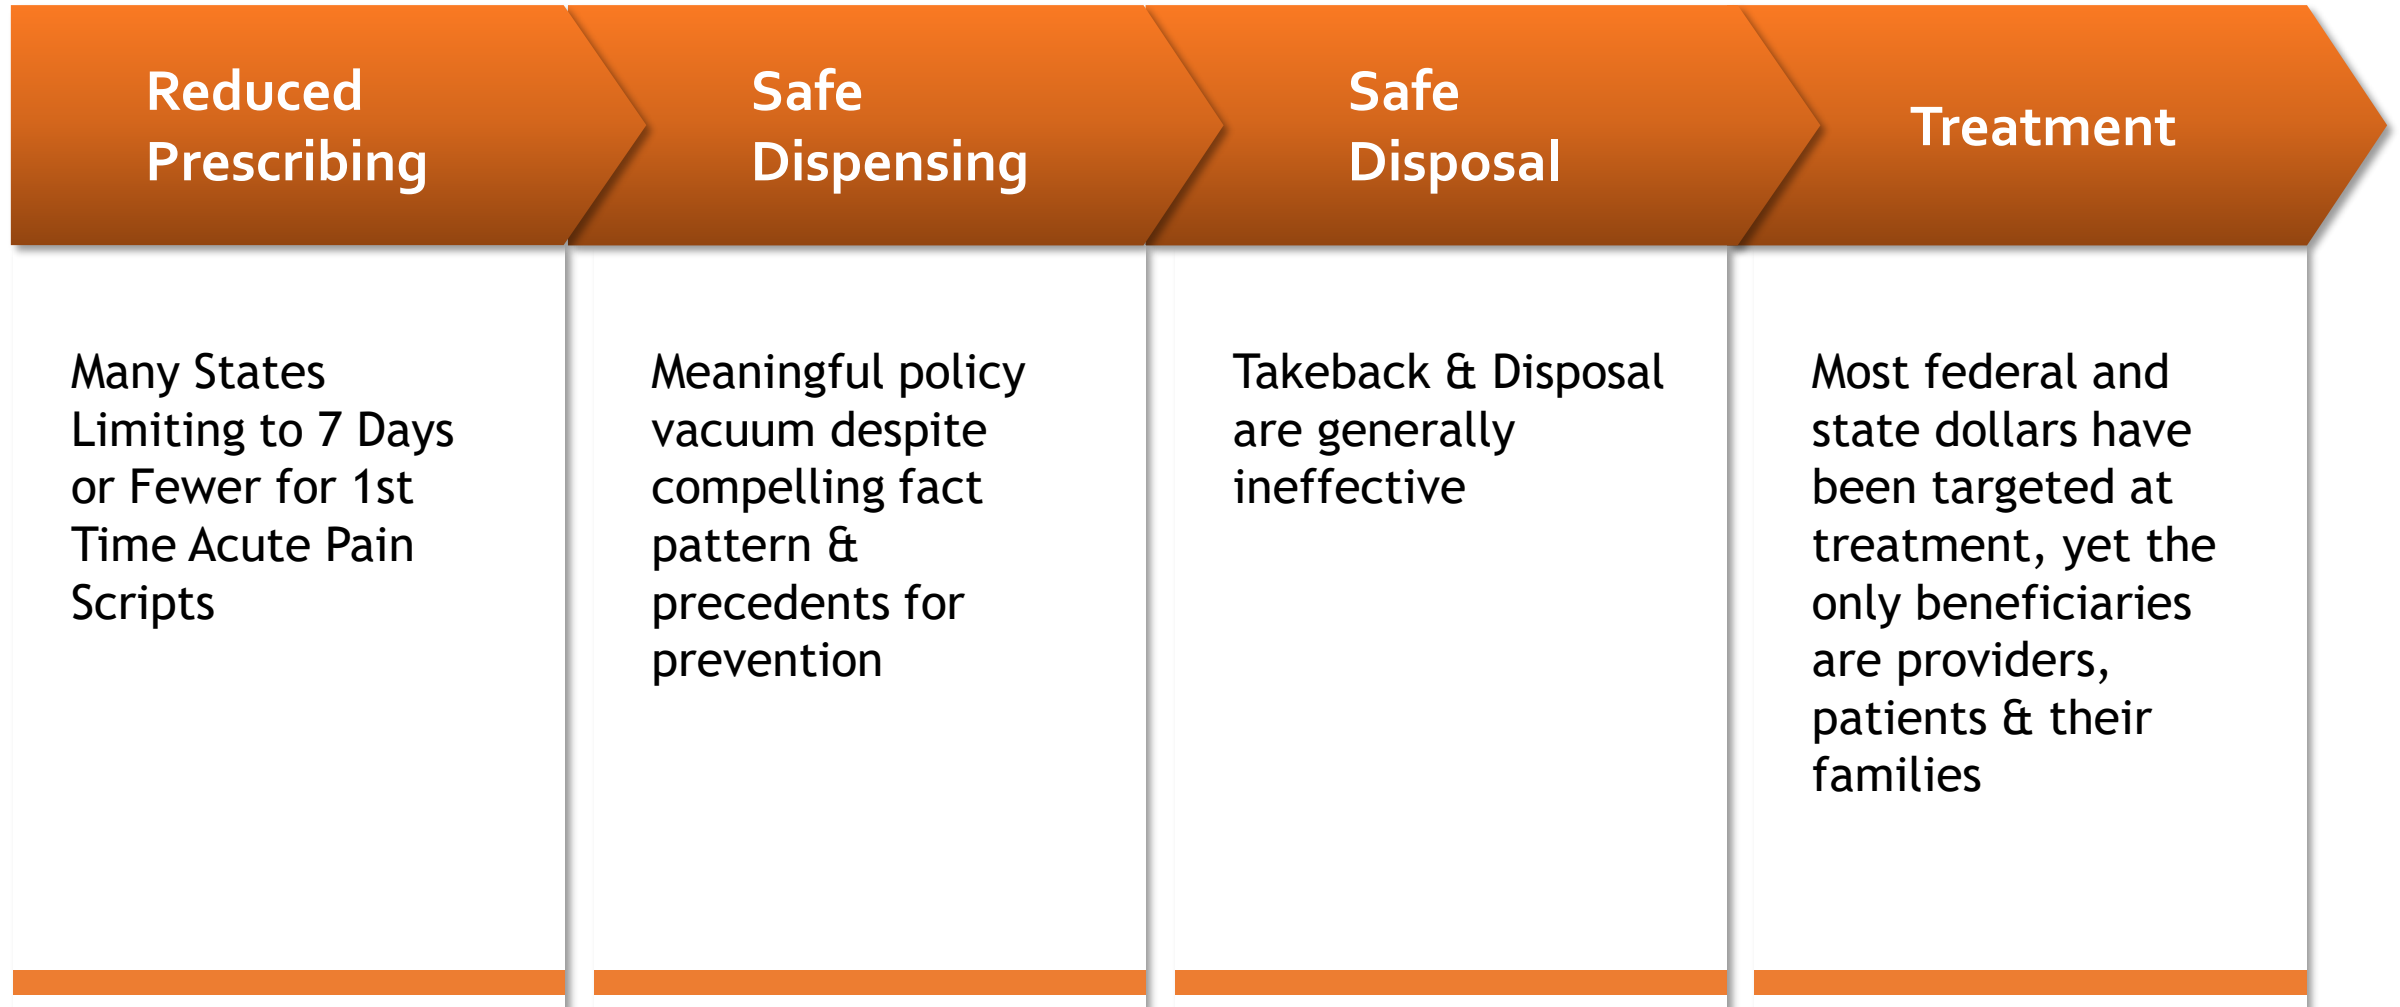 Reduced
Prescribing
Safe
Dispensing
Safe
Disposal
Treatment
Many States
Limiting to 7 Days
or Fewer for 1st
Time Acute Pain
Scripts
Meaningful policy
vacuum despite
compelling fact
pattern &
precedents for
prevention
Takeback & Disposal
are generally
ineffective
Most federal and
state dollars have
been targeted at
treatment, yet the
only beneficiaries
are providers,
patients & their
families